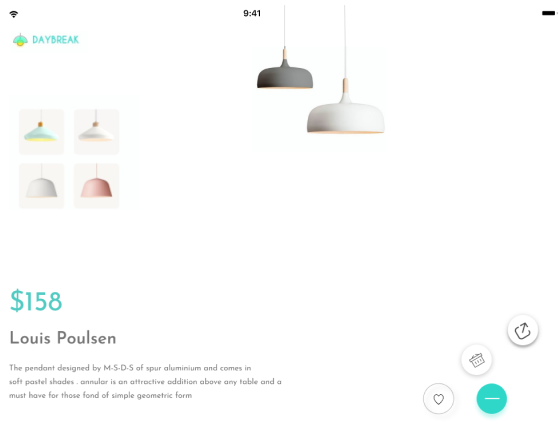 9:41
DAYBREAK
$158
Louis Poulsen
The pendant designed by M-S-D-S of spur aluminium and comes in
soft pastel shades . annular is an attractive addition above any table and a
must have for those fond of simple geometric form